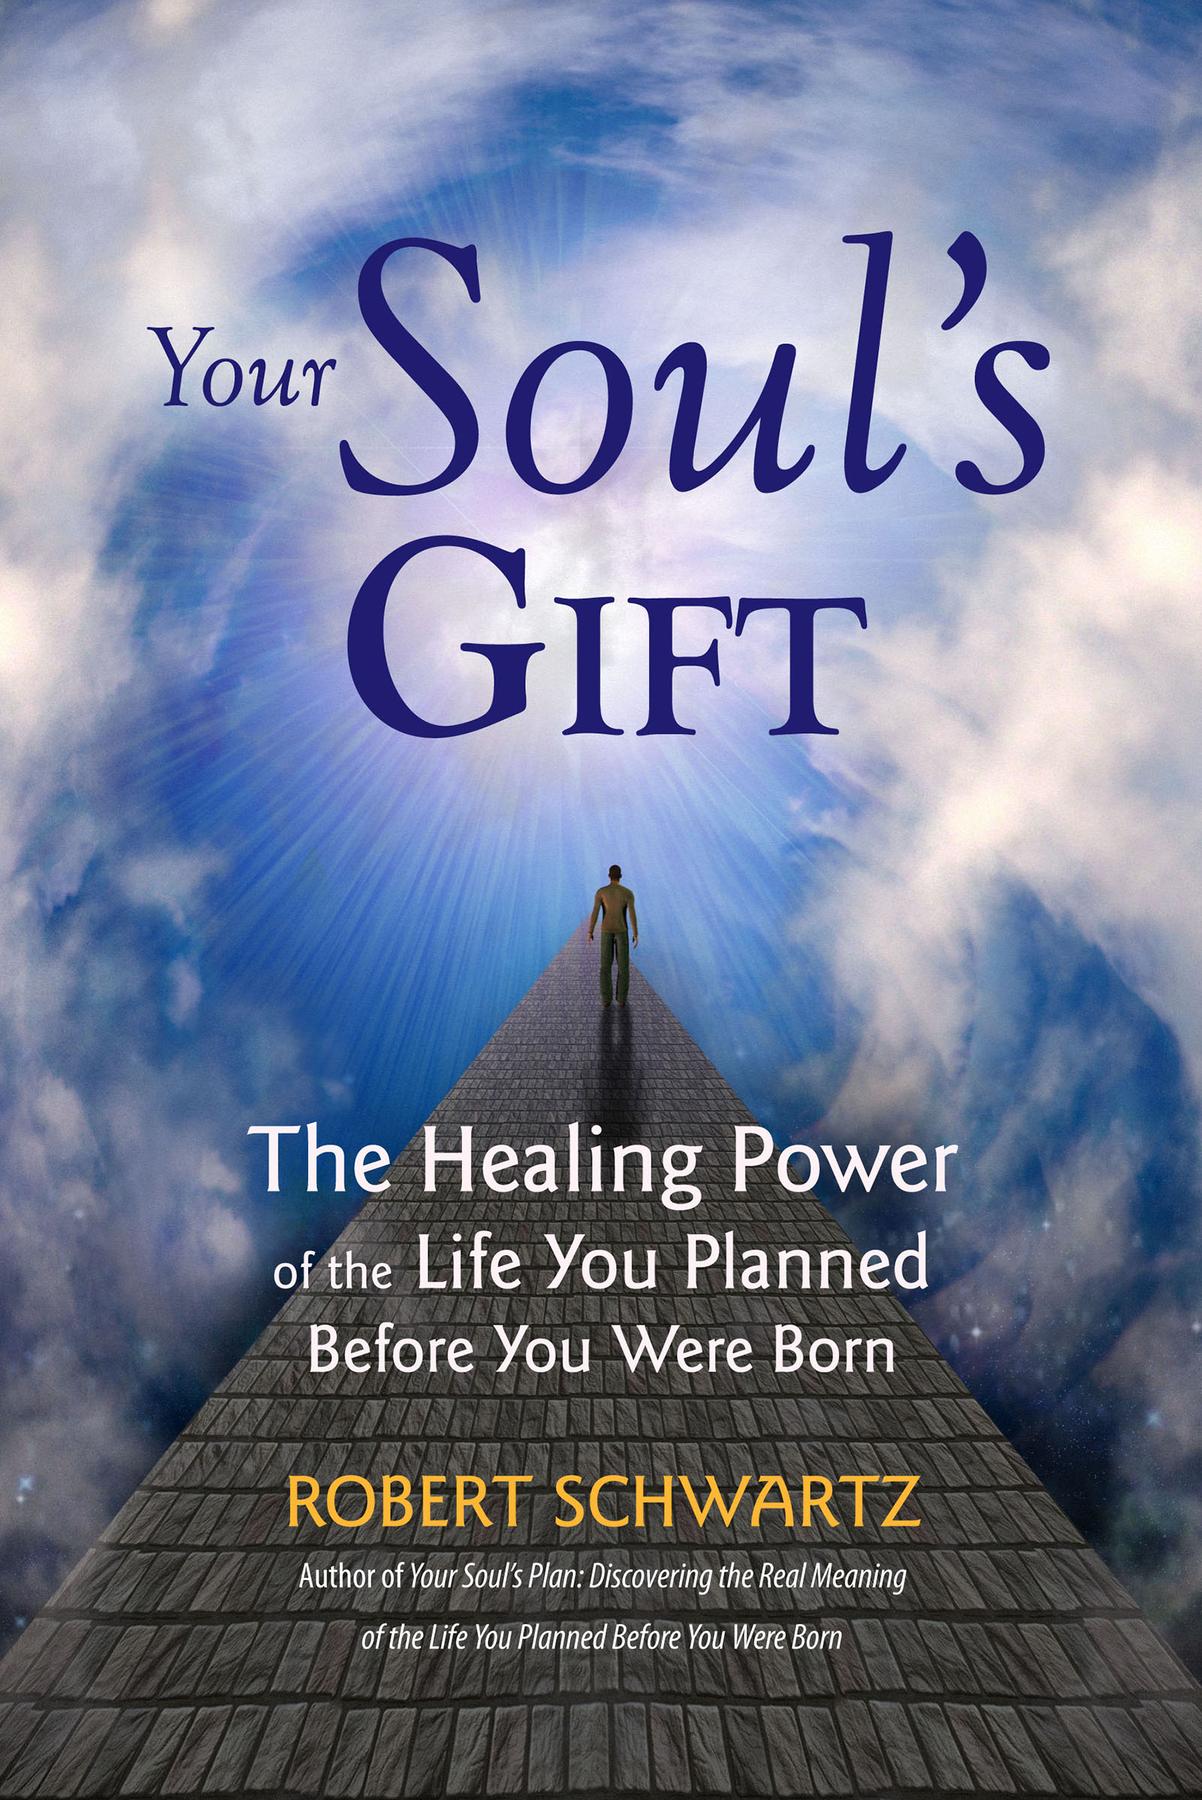 Your Soul's
GIFT
The Healing Power
of the Life You Planned
Before You Were Born
ROBERT SCHWARTZ
Author of Your Soul's Plan: Discovering the Real Meaning
of the Life You Planned Before You Were Born